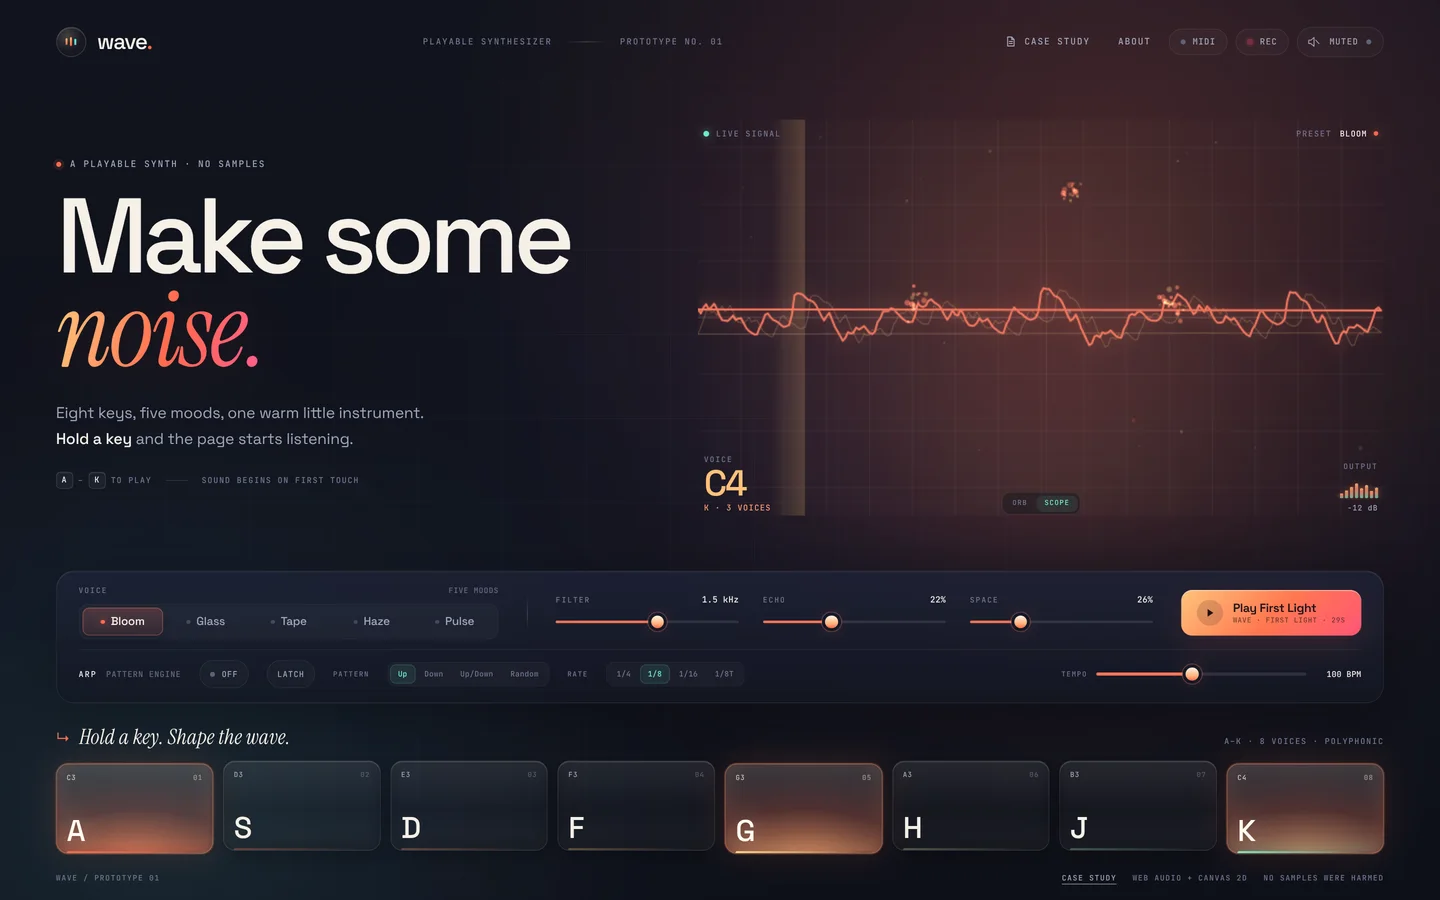 wave.
PLAYABLE SYNTHESIZER
PROTOTYPE NO. 01
CASE STUDY
ABOUT
MIDI
REC
MUTED
LIVE SIGNAL
PRESET BLOOM
A PLAYABLE SYNTH · NO SAMPLES
Make some
noise.
Eight keys, five moods, one warm little instrument.
Hold a key and the page starts listening.
A – K TO PLAY
SOUND BEGINS ON FIRST TOUCH
VOICE
C4
K · 3 VOICES
ORB
SCOPE
OUTPUT
-12 dB
VOICE
FIVE MOODS
Bloom
Glass
Tape
Haze
Pulse
FILTER
1.5 kHz
ECHO
22%
SPACE
26%
Play First Light
WAVE · FIRST LIGHT · 29S
ARP PATTERN ENGINE
OFF
LATCH
PATTERN
Up
Down
Up/Down
Random
RATE
1/4
1/8
1/16
1/8T
TEMPO
100 BPM
Hold a key. Shape the wave.
A–K · 8 VOICES · POLYPHONIC
C3
01
A
D3
02
S
E3
03
D
F3
04
F
G3
05
G
A3
06
H
B3
07
J
C4
08
K
WAVE / PROTOTYPE 01
CASE STUDY
WEB AUDIO + CANVAS 2D
NO SAMPLES WERE HARMED